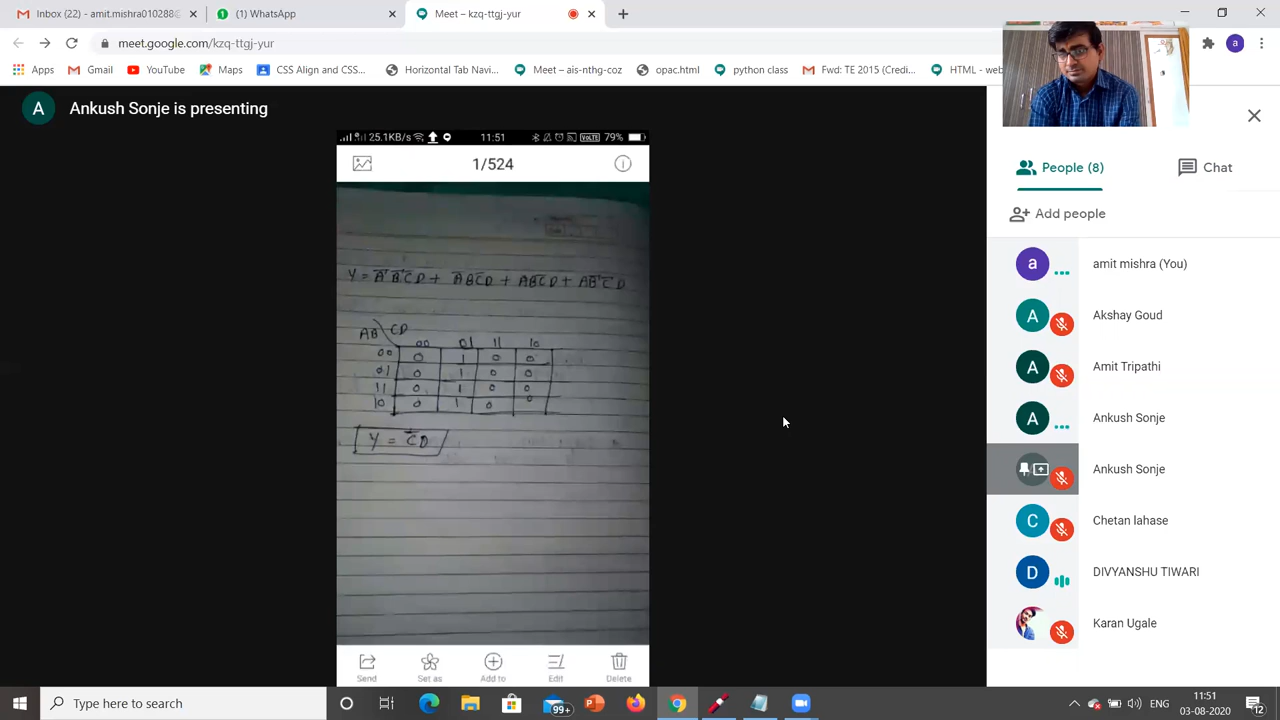 Inbox (22) - amit.mishra010288@
(1) WhatsApp
Meet – kzq-ttgj-yur
meet.google.com/kzq-ttgj-yur
a
Apps
Gmail
YouTube
Maps
CSS (Align and CSS)
Horizontal Tab Navi...
Meet – ais-nthg-coz
opac.html
python class
Fwd: TE 2015 (Credi...
HTML - web
A
Ankush Sonje is presenting
25.1KB/s
11:51
VOLTE
79%
1/524
Y = A̅ B̅ C̅ D + A̅BC̅D + ABC̅D + AB̅C̅D
AB
CD
00 01 11 10
00 0 1 0 0
01 0 1 0 0
11 0 1 0 0
10 0 1 0 0
Y = C̅D
Send
Set as
Add to
Edit
Delete
People (8)
Chat
Add people
a
amit mishra (You)
A
Akshay Goud
A
Amit Tripathi
A
Ankush Sonje
Ankush Sonje
C
Chetan lahase
D
DIVYANSHU TIWARI
Karan Ugale
Type here to search
99+
ENG
11:51
03-08-2020
12